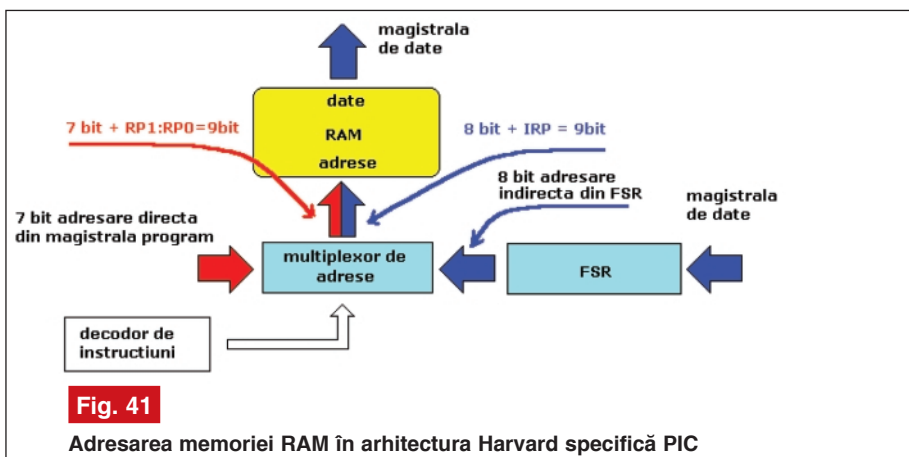 magistrala
de date
date
RAM
adrese
7 bit + RP1:RP0=9bit
8 bit + IRP = 9bit
8 bit adresare
indirecta din FSR
magistrala
de date
7 bit adresare directa
din magistrala program
multiplexor de
adrese
FSR
decodor de
instructiuni
Fig. 41
Adresarea memoriei RAM în arhitectura Harvard specifică PIC